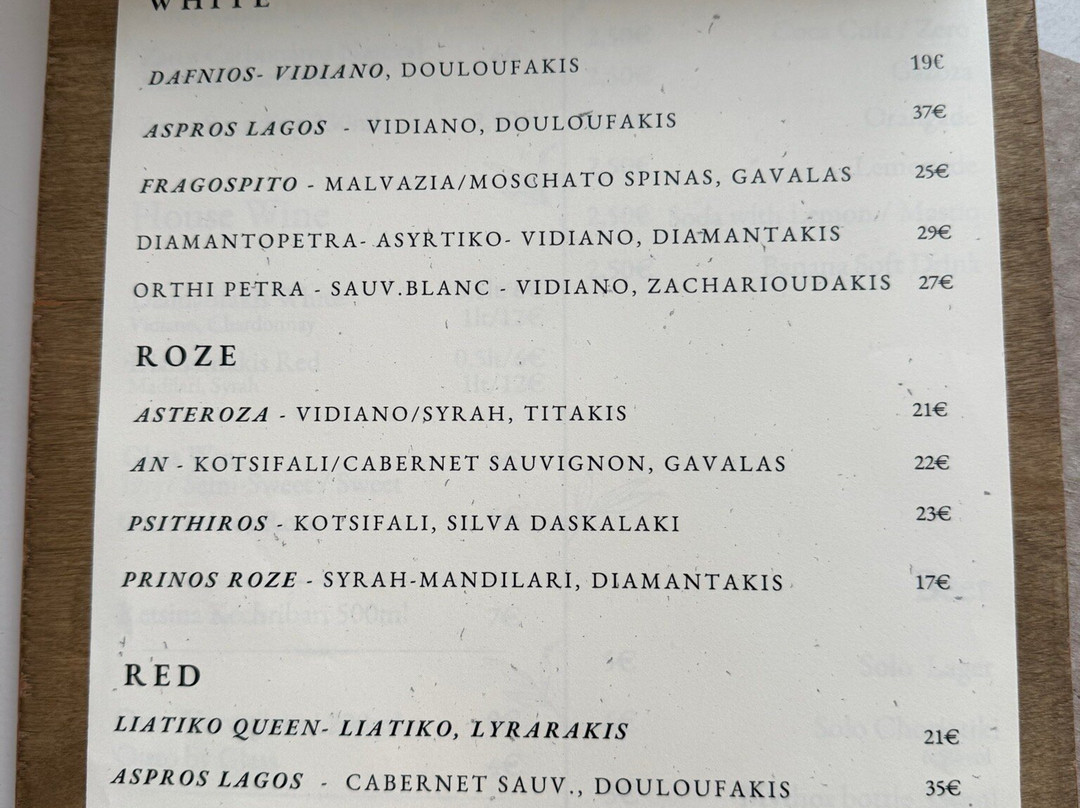 WHITE
DAFNIOS- VIDIANO, DOULOUFAKIS 19€
ASPROS LAGOS - VIDIANO, DOULOUFAKIS 37€
FRAGOSPITO - MALVAZIA/MOSCHATO SPINAS, GAVALAS 25€
DIAMANTOPETRA- ASYRTIKO- VIDIANO, DIAMANTAKIS 29€
ORTHI PETRA - SAUV.BLANC - VIDIANO, ZACHARIOUDAKIS 27€
ROZE
ASTEROZA - VIDIANO/SYRAH, TITAKIS 21€
AN - KOTSIFALI/CABERNET SAUVIGNON, GAVALAS 22€
PSITHIROS - KOTSIFALI, SILVA DASKALAKI 23€
PRINOS ROZE - SYRAH-MANDILARI, DIAMANTAKIS 17€
RED
LIATIKO QUEEN- LIATIKO, LYRARAKIS 21€
ASPROS LAGOS - CABERNET SAUV., DOULOUFAKIS 35€